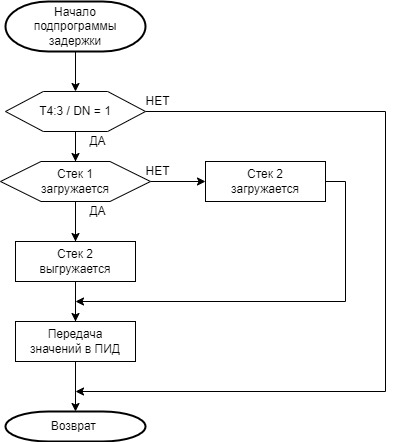 Начало
подпрограммы
задержки
T4:3 / DN = 1
НЕТ
ДА
Стек 1
загружается
НЕТ
Стек 2
загружается
ДА
Стек 2
выгружается
Передача
значений в ПИД
Возврат